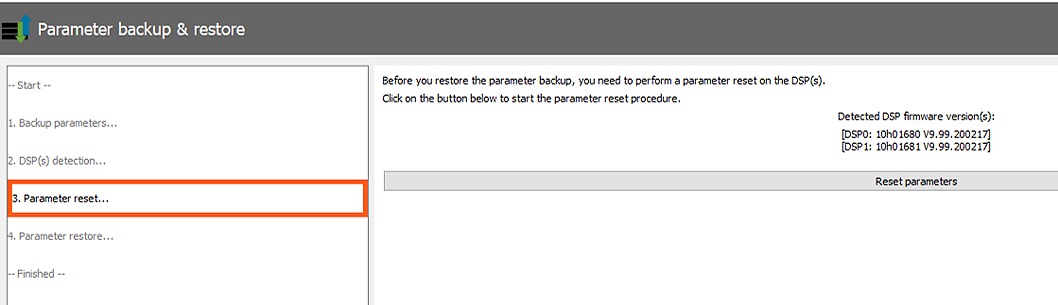 Parameter backup & restore
-- Start --
1. Backup parameters...
2. DSP(s) detection...
3. Parameter reset...
4. Parameter restore...
-- Finished --
Before you restore the parameter backup, you need to perform a parameter reset on the DSP(s).
Click on the button below to start the parameter reset procedure.
Detected DSP firmware version(s):
[DSP0: 10h01680 V9.99.200217]
[DSP1: 10h01681 V9.99.200217]
Reset parameters